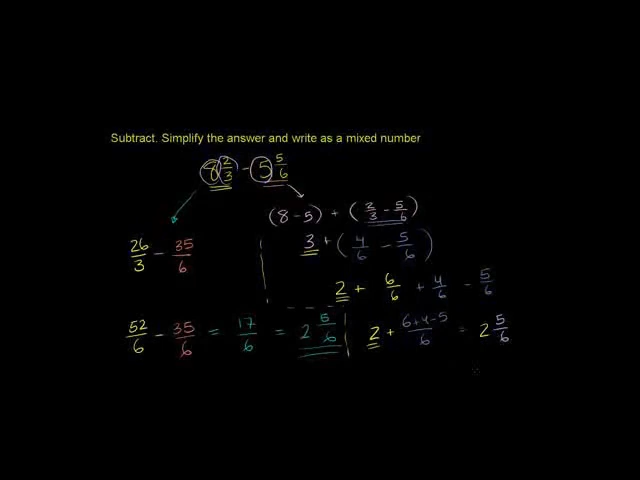 Subtract. Simplify the answer and write as a mixed number
8 2/3 - 5 5/6
(8 - 5) + (2/3 - 5/6)
26/3 - 35/6
3 + (4/6 - 5/6)
2 + 6/6 + 4/6 - 5/6
52/6 - 35/6 = 17/6 = 2 5/6
2 + 6+4-5/6 = 2 5/6